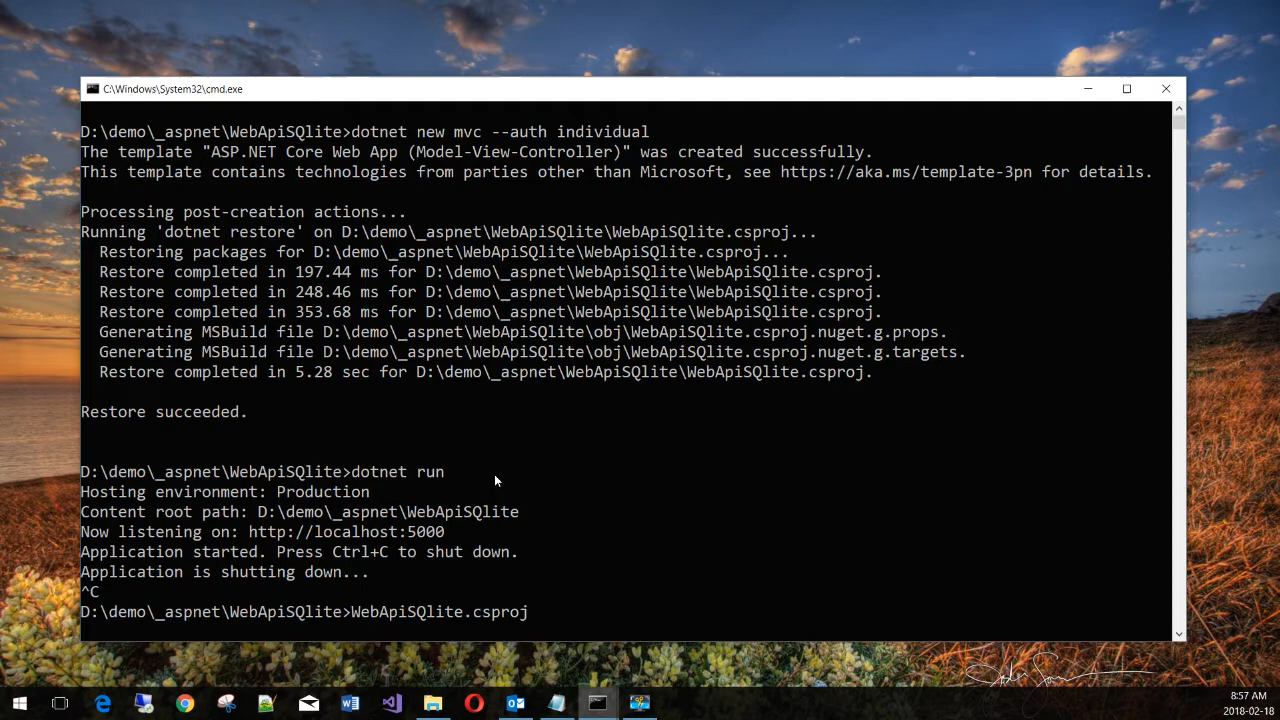 C:\Windows\System32\cmd.exe
D:\demo\_aspnet\WebApiSQlite>dotnet new mvc --auth individual
The template "ASP.NET Core Web App (Model-View-Controller)" was created successfully.
This template contains technologies from parties other than Microsoft, see https://aka.ms/template-3pn for details.
Processing post-creation actions...
Running 'dotnet restore' on D:\demo\_aspnet\WebApiSQlite\WebApiSQlite.csproj...
Restoring packages for D:\demo\_aspnet\WebApiSQlite\WebApiSQlite.csproj...
Restore completed in 197.44 ms for D:\demo\_aspnet\WebApiSQlite\WebApiSQlite.csproj.
Restore completed in 248.46 ms for D:\demo\_aspnet\WebApiSQlite\WebApiSQlite.csproj.
Restore completed in 353.68 ms for D:\demo\_aspnet\WebApiSQlite\WebApiSQlite.csproj.
Generating MSBuild file D:\demo\_aspnet\WebApiSQlite\obj\WebApiSQlite.csproj.nuget.g.props.
Generating MSBuild file D:\demo\_aspnet\WebApiSQlite\obj\WebApiSQlite.csproj.nuget.g.targets.
Restore completed in 5.28 sec for D:\demo\_aspnet\WebApiSQlite\WebApiSQlite.csproj.
Restore succeeded.
D:\demo\_aspnet\WebApiSQlite>dotnet run
Hosting environment: Production
Content root path: D:\demo\_aspnet\WebApiSQlite
Now listening on: http://localhost:5000
Application started. Press Ctrl+C to shut down.
Application is shutting down...
^C
D:\demo\_aspnet\WebApiSQlite>WebApiSQlite.csproj
8:57 AM
2018-02-18